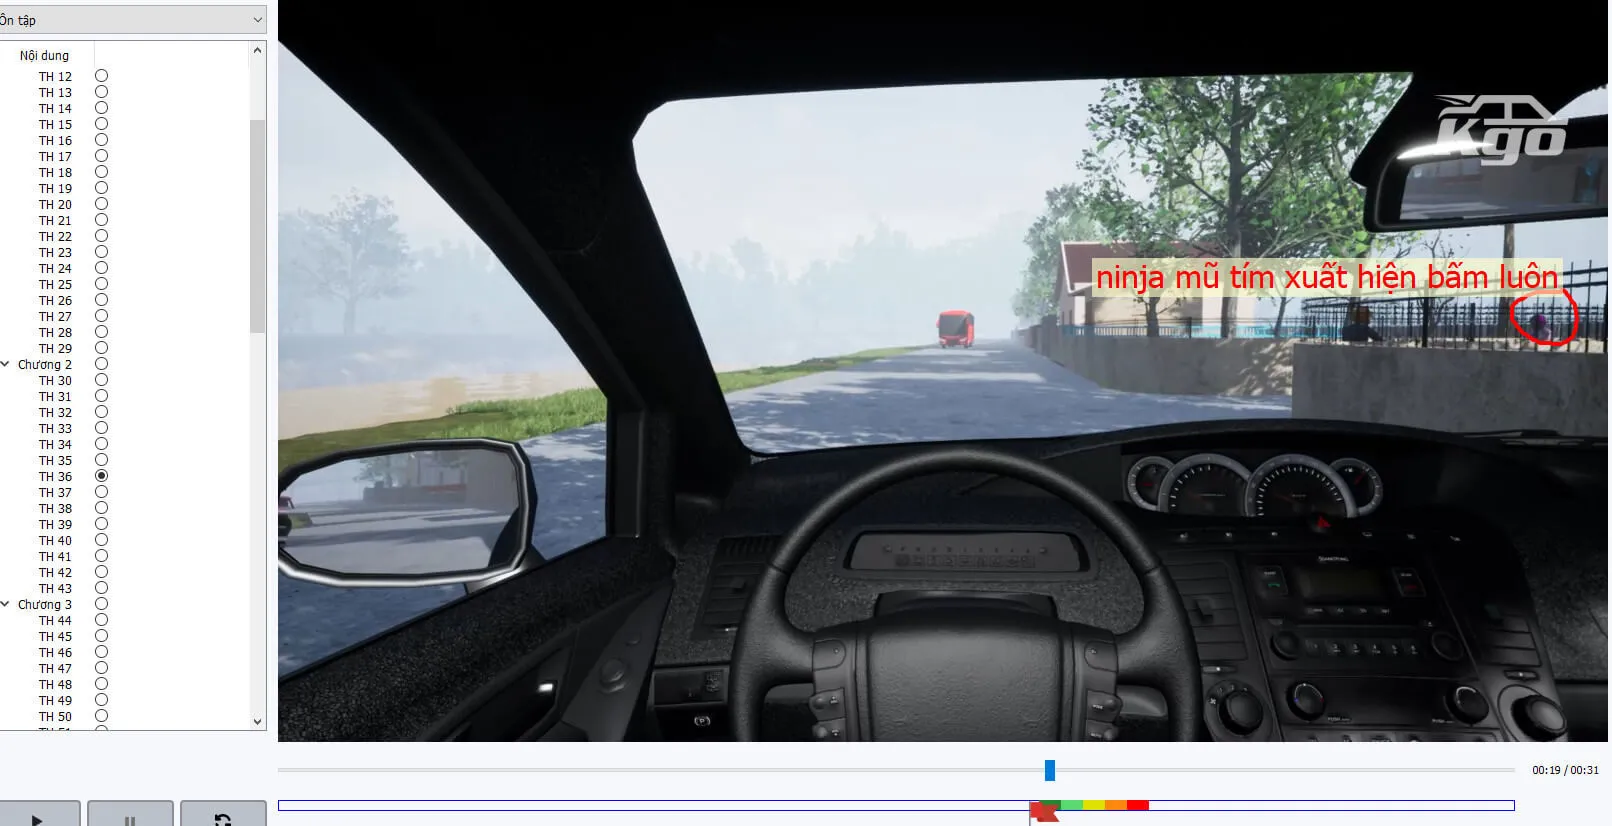 Ôn tập
Nội dung
TH 12
TH 13
TH 14
TH 15
TH 16
TH 17
TH 18
TH 19
TH 20
TH 21
TH 22
TH 23
TH 24
TH 25
TH 26
TH 27
TH 28
TH 29
Chương 2
TH 30
TH 31
TH 32
TH 33
TH 34
TH 35
TH 36
TH 37
TH 38
TH 39
TH 40
TH 41
TH 42
TH 43
Chương 3
TH 44
TH 45
TH 46
TH 47
TH 48
TH 49
TH 50
Kgo
ninja mũ tím xuất hiện bấm luôn
00:19 / 00:31